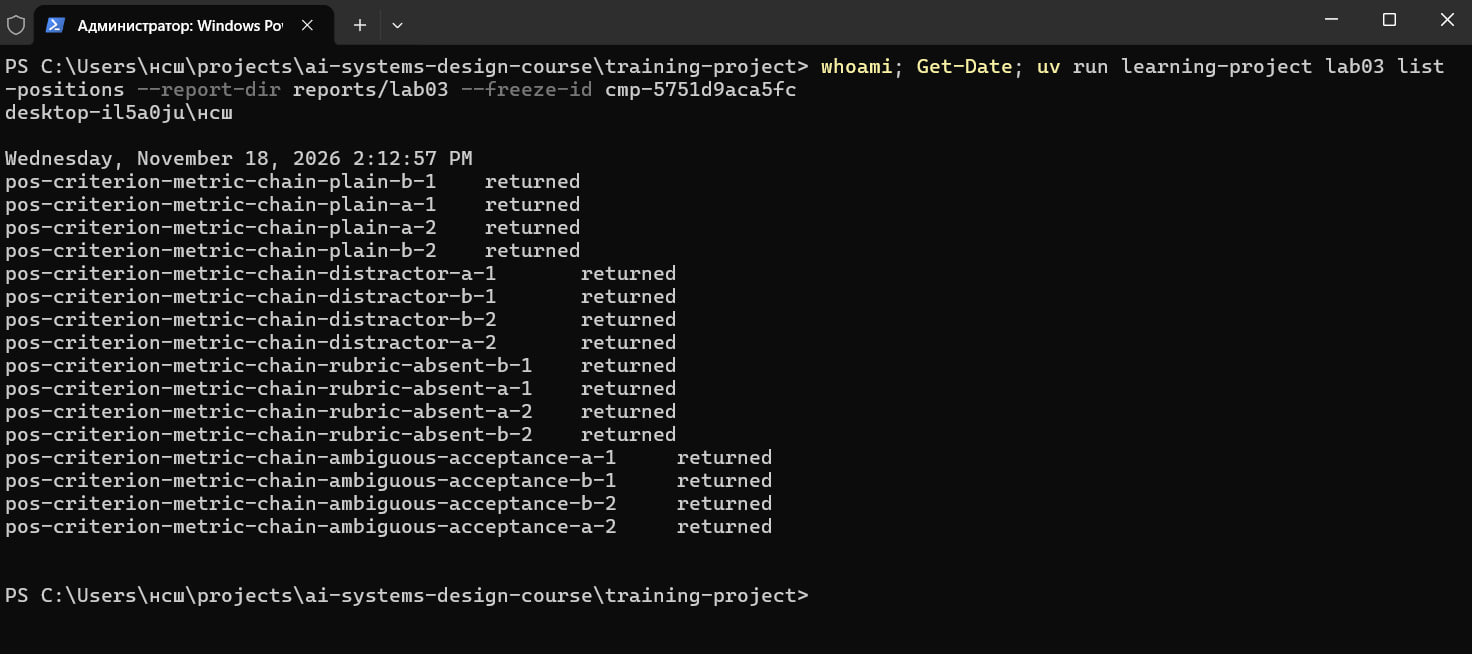 Администратор: Windows Po
PS C:\Users\нсш\projects\ai-systems-design-course\training-project> whoami; Get-Date; uv run learning-project lab03 list
-positions --report-dir reports/lab03 --freeze-id cmp-5751d9aca5fc
desktop-il5a0ju\нсш
Wednesday, November 18, 2026 2:12:57 PM
pos-criterion-metric-chain-plain-b-1    returned
pos-criterion-metric-chain-plain-a-1    returned
pos-criterion-metric-chain-plain-a-2    returned
pos-criterion-metric-chain-plain-b-2    returned
pos-criterion-metric-chain-distractor-a-1       returned
pos-criterion-metric-chain-distractor-b-1       returned
pos-criterion-metric-chain-distractor-b-2       returned
pos-criterion-metric-chain-distractor-a-2       returned
pos-criterion-metric-chain-rubric-absent-b-1    returned
pos-criterion-metric-chain-rubric-absent-a-1    returned
pos-criterion-metric-chain-rubric-absent-a-2    returned
pos-criterion-metric-chain-rubric-absent-b-2    returned
pos-criterion-metric-chain-ambiguous-acceptance-a-1     returned
pos-criterion-metric-chain-ambiguous-acceptance-b-1     returned
pos-criterion-metric-chain-ambiguous-acceptance-b-2     returned
pos-criterion-metric-chain-ambiguous-acceptance-a-2     returned
PS C:\Users\нсш\projects\ai-systems-design-course\training-project>